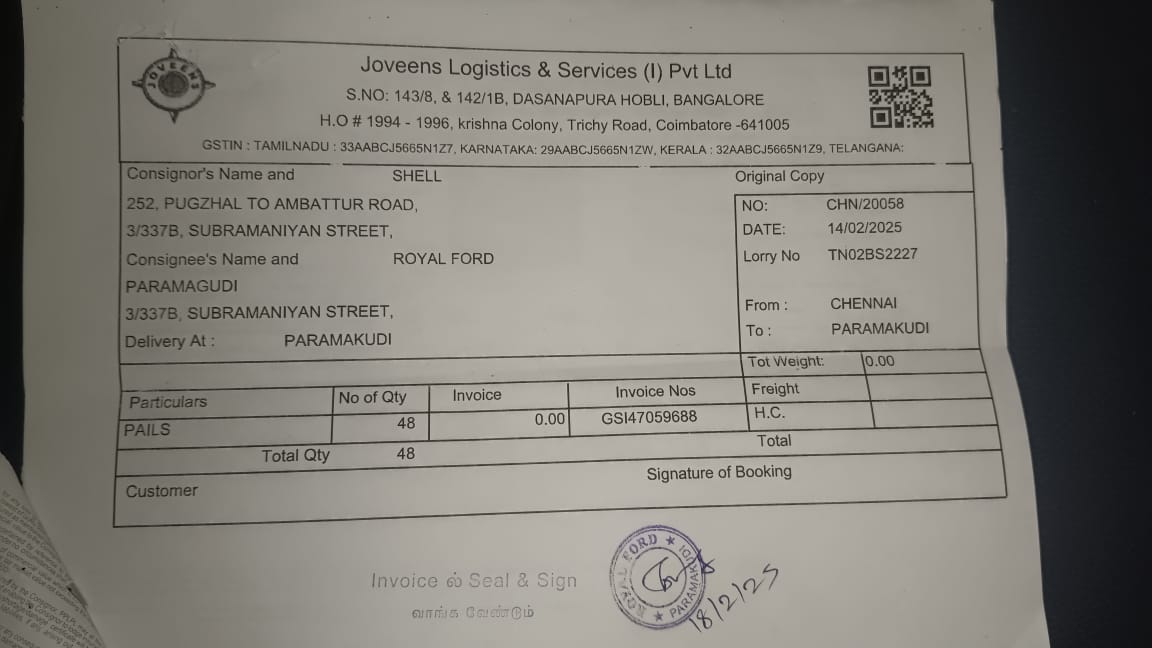 JOVEENS
Joveens Logistics & Services (I) Pvt Ltd
S.NO: 143/8, & 142/1B, DASANAPURA HOBLI, BANGALORE
H.O # 1994 - 1996, krishna Colony, Trichy Road, Coimbatore -641005
GSTIN : TAMILNADU : 33AABCJ5665N1Z7, KARNATAKA: 29AABCJ5665N1ZW, KERALA : 32AABCJ5665N1Z9, TELANGANA:
Consignor's Name and SHELL
252, PUGZHAL TO AMBATTUR ROAD,
3/337B, SUBRAMANIYAN STREET,
Consignee's Name and ROYAL FORD
PARAMAGUDI
3/337B, SUBRAMANIYAN STREET,
Delivery At : PARAMAKUDI
Original Copy
NO: CHN/20058
DATE: 14/02/2025
Lorry No TN02BS2227
From : CHENNAI
To : PARAMAKUDI
Tot Weight: 0.00
Particulars No of Qty Invoice Invoice Nos Freight
PAILS 48 0.00 GSI47059688 H.C.
Total Qty 48 Total
Customer Signature of Booking
Invoice ல் Seal & Sign
வாங்க வேண்டும்
ROYAL FORD ★ PARAMAKUDI ★
18/2/25